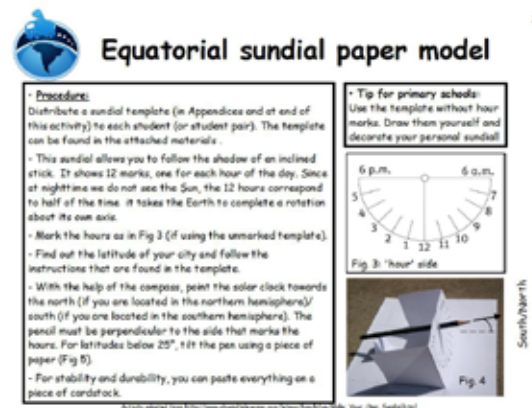 Equatorial sundial paper model
- Procedure:
Distribute a sundial template (in Appendices and at end of
this activity) to each student (or student pair). The template
can be found in the attached materials .
- This sundial allows you to follow the shadow of an inclined
stick. It shows 12 marks, one for each hour of the day. Since
at nighttime we do not see the Sun, the 12 hours correspond
to half of the time it takes the Earth to complete a rotation
about its own axis.
- Mark the hours as in Fig 3 (if using the unmarked template).
- Find out the latitude of your city and follow the
instructions that are found in the template.
- With the help of the compass, point the solar clock towards
the north (if you are located in the northern hemisphere)/
south (if you are located in the southern hemisphere). The
pencil must be perpendicular to the side that marks the
hours. For latitudes below 25°, tilt the pen using a piece of
paper (Fig 5).
- For stability and durability, you can paste everything on a
piece of cardstock.
• Tip for primary schools:
Use the template without hour
marks. Draw them yourself and
decorate your personal sundial!
6 p.m. 6 a.m.
5 4 3 2 1 12 11 10 9 8 7
Fig. 3: 'hour' side
Fig. 4
South/North